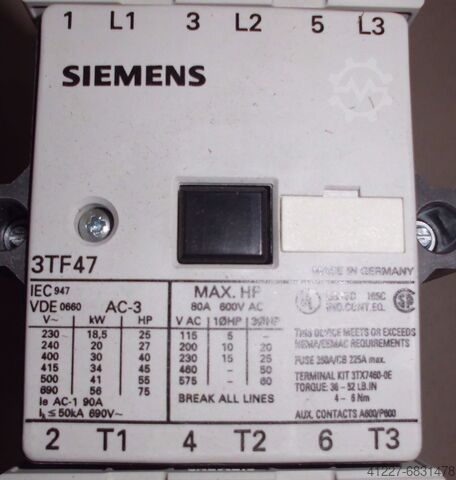 1 L1 3 L2 5 L3
SIEMENS
3TF47
MADE IN GERMANY
IEC 947
VDE 0660 AC-3
V~ kW HP
230 18,5 25
240 20 27
400 30 40
415 34 45
500 41 55
690 56 75
Ie AC-1 90A
Ik ≤ 50kA 690V~
MAX. HP
80A 600V AC
V AC 1ØHP 3ØHP
115 5 –
200 10 20
230 15 25
460 – 50
575 – 60
BREAK ALL LINES
IND.CONT.EQ.
THIS DEVICE MEETS OR EXCEEDS
NEMA/EEMAC REQUIREMENTS
FUSE 250A/CB 225A max.
TERMINAL KIT 3TX7460-0E
TORQUE: 36 – 52 LB.IN
4 – 6 Nm
AUX. CONTACTS A600/P600
2 T1 4 T2 6 T3
41227-6831478